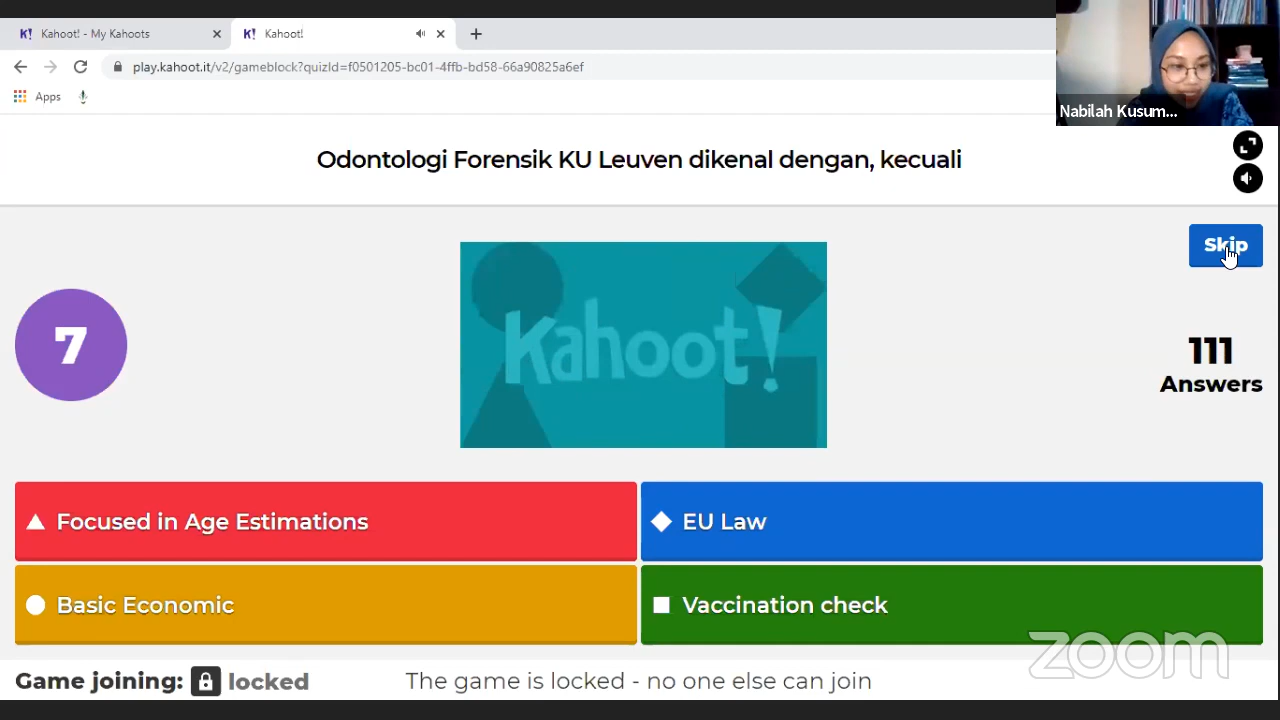 Kahoot! - My Kahoots
Kahoot!
play.kahoot.it/v2/gameblock?quizId=f0501205-bc01-4ffb-bd58-66a90825a6ef
Apps
Nabilah Kusum...
Odontologi Forensik KU Leuven dikenal dengan, kecuali
Skip
7
Kahoot!
111
Answers
Focused in Age Estimations
EU Law
Basic Economic
Vaccination check
zoom
Game joining: locked
The game is locked - no one else can join